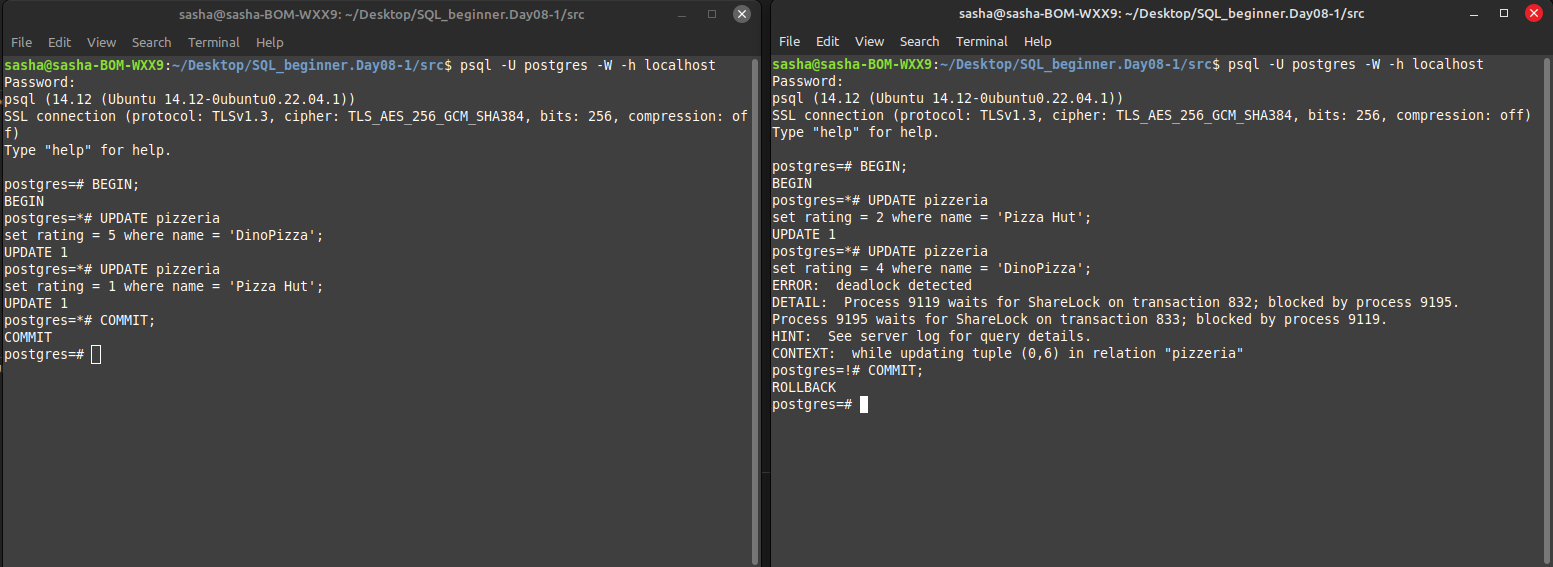 sasha@sasha-BOM-WXX9: ~/Desktop/SQL_beginner.Day08-1/src
File Edit View Search Terminal Help
sasha@sasha-BOM-WXX9:~/Desktop/SQL_beginner.Day08-1/src$ psql -U postgres -W -h localhost
Password:
psql (14.12 (Ubuntu 14.12-0ubuntu0.22.04.1))
SSL connection (protocol: TLSv1.3, cipher: TLS_AES_256_GCM_SHA384, bits: 256, compression: of
f)
Type "help" for help.
postgres=# BEGIN;
BEGIN
postgres=*# UPDATE pizzeria
set rating = 5 where name = 'DinoPizza';
UPDATE 1
postgres=*# UPDATE pizzeria
set rating = 1 where name = 'Pizza Hut';
UPDATE 1
postgres=*# COMMIT;
COMMIT
postgres=#
sasha@sasha-BOM-WXX9: ~/Desktop/SQL_beginner.Day08-1/src
File Edit View Search Terminal Help
sasha@sasha-BOM-WXX9:~/Desktop/SQL_beginner.Day08-1/src$ psql -U postgres -W -h localhost
Password:
psql (14.12 (Ubuntu 14.12-0ubuntu0.22.04.1))
SSL connection (protocol: TLSv1.3, cipher: TLS_AES_256_GCM_SHA384, bits: 256, compression: off)
Type "help" for help.
postgres=# BEGIN;
BEGIN
postgres=*# UPDATE pizzeria
set rating = 2 where name = 'Pizza Hut';
UPDATE 1
postgres=*# UPDATE pizzeria
set rating = 4 where name = 'DinoPizza';
ERROR:  deadlock detected
DETAIL:  Process 9119 waits for ShareLock on transaction 832; blocked by process 9195.
Process 9195 waits for ShareLock on transaction 833; blocked by process 9119.
HINT:  See server log for query details.
CONTEXT:  while updating tuple (0,6) in relation "pizzeria"
postgres=!# COMMIT;
ROLLBACK
postgres=#